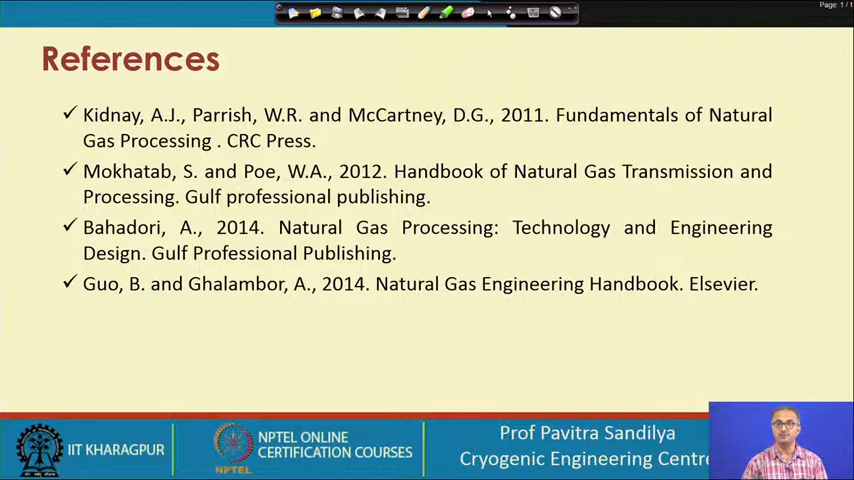 Page: 1 / 1
References
✓ Kidnay, A.J., Parrish, W.R. and McCartney, D.G., 2011. Fundamentals of Natural
Gas Processing . CRC Press.
✓ Mokhatab, S. and Poe, W.A., 2012. Handbook of Natural Gas Transmission and
Processing. Gulf professional publishing.
✓ Bahadori, A., 2014. Natural Gas Processing: Technology and Engineering
Design. Gulf Professional Publishing.
✓ Guo, B. and Ghalambor, A., 2014. Natural Gas Engineering Handbook. Elsevier.
IIT KHARAGPUR
NPTEL
NPTEL ONLINE
CERTIFICATION COURSES
Prof Pavitra Sandilya
Cryogenic Engineering Centre